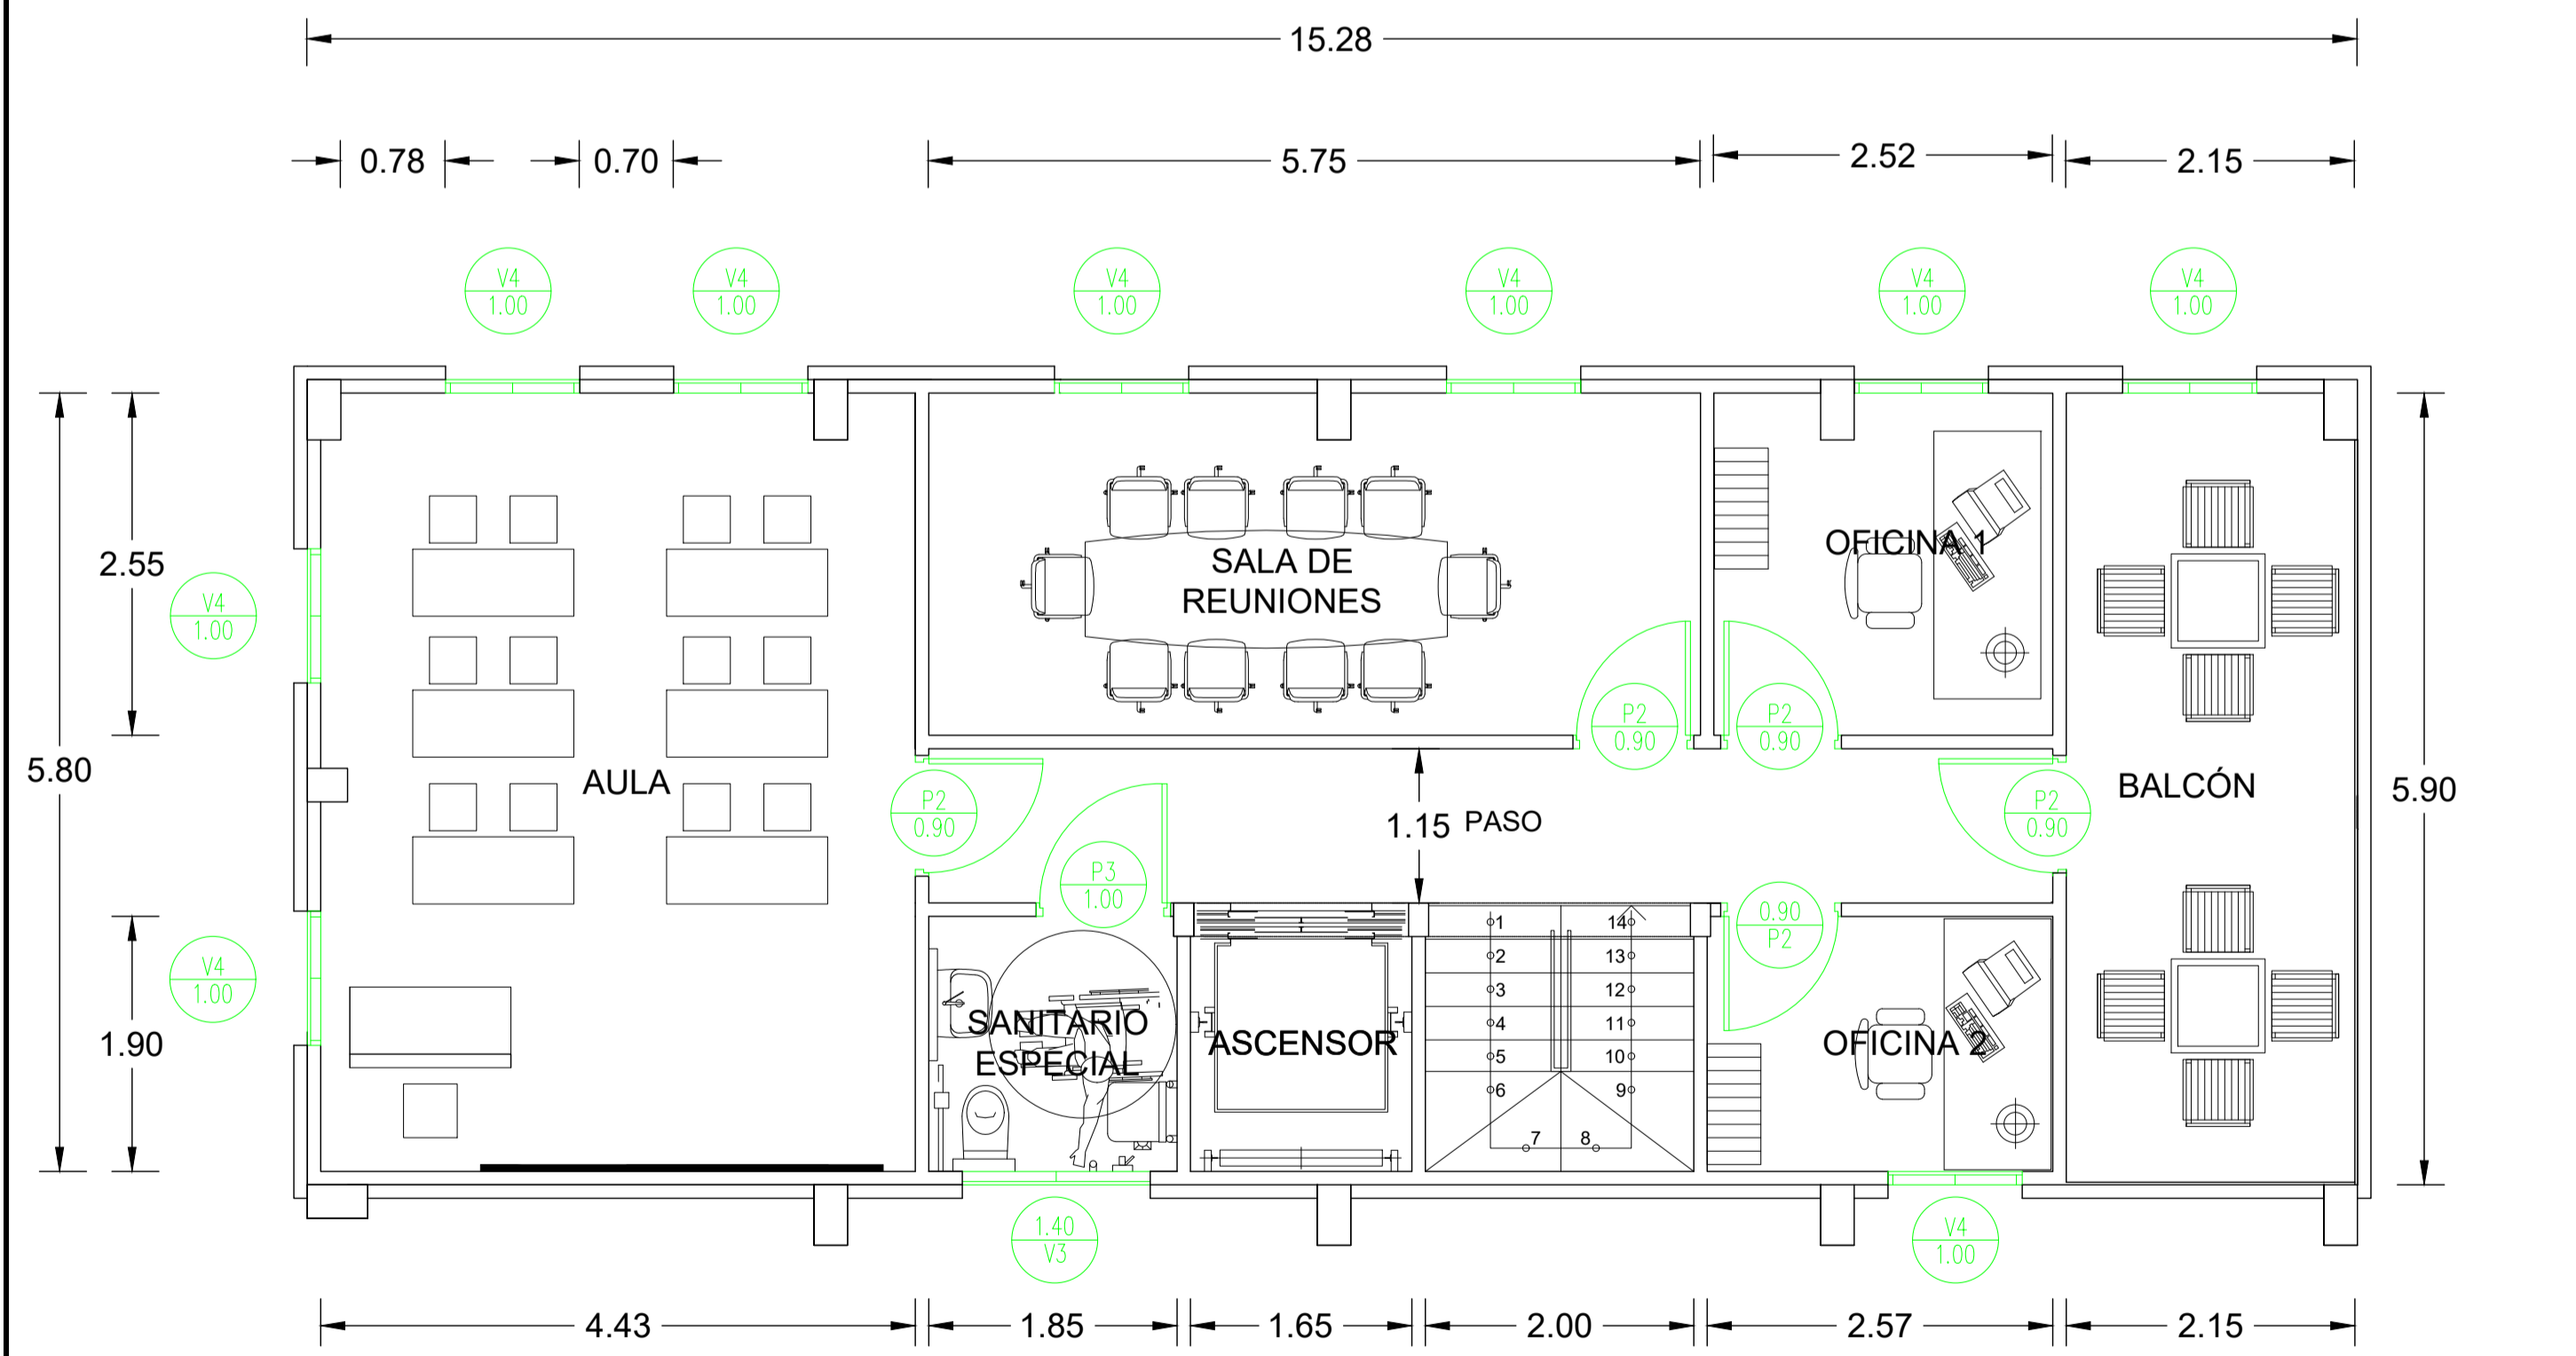 15.28
0.78
0.70
5.75
2.52
2.15
V4
1.00
V4
1.00
V4
1.00
V4
1.00
V4
1.00
V4
1.00
2.55
5.80
1.90
V4
1.00
V4
1.00
AULA
SALA DE
REUNIONES
OFICINA 1
P2
0.90
P2
0.90
P2
0.90
P3
1.00
1.15
PASO
P2
0.90
BALCÓN
5.90
0.90
P2
SANITARIO
ESPECIAL
ASCENSOR
1
2
3
4
5
6
7
8
9
10
11
12
13
14
OFICINA 2
1.40
V3
V4
1.00
4.43
1.85
1.65
2.00
2.57
2.15